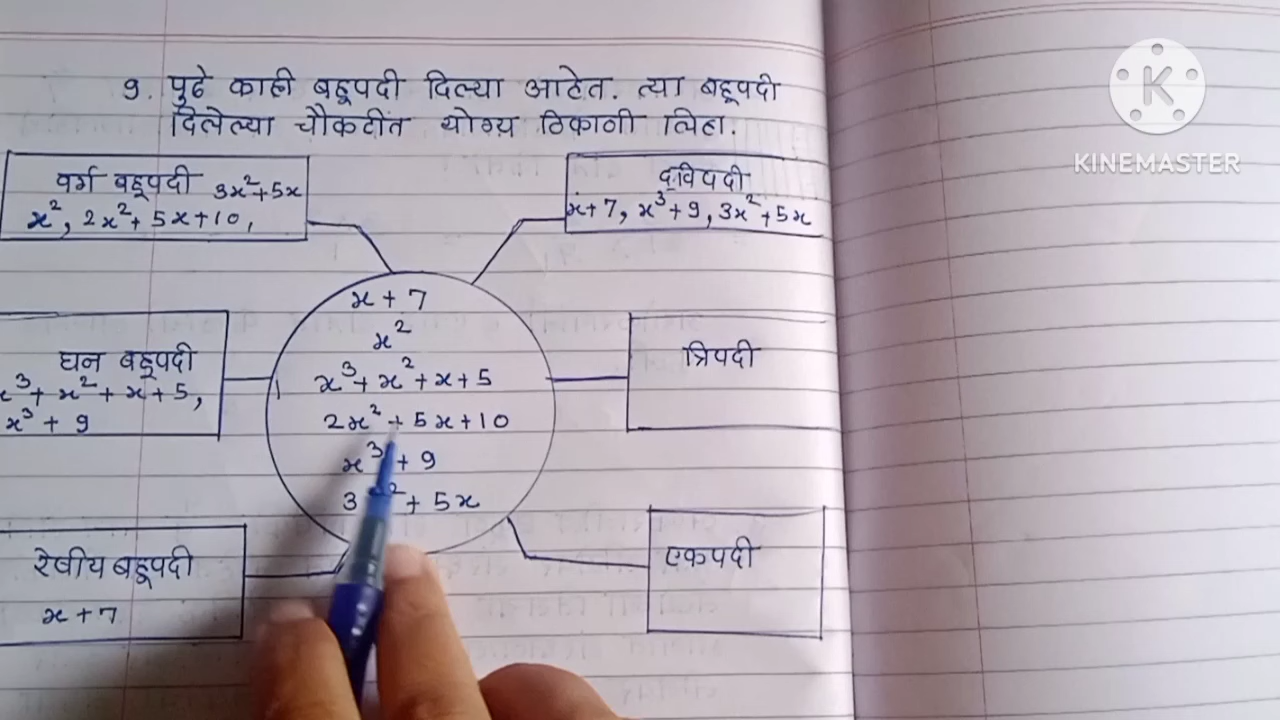 9. पुढे काही बहूपदी दिल्या आहेत. त्या बहूपदी
दिलेल्या चौकटीत योग्य ठिकाणी लिहा.
वर्ग बहूपदी 3x²+5x
x², 2x²+5x+10,
द्विपदी
x+7, x³+9, 3x²+5x
x + 7
x²
x³+x²+x+5
2x²+5x+10
x³+9
3x²+5x
घन बहूपदी
x³+x²+x+5,
x³+9
त्रिपदी
रेषीय बहूपदी
x+7
एकपदी
K
KINEMASTER